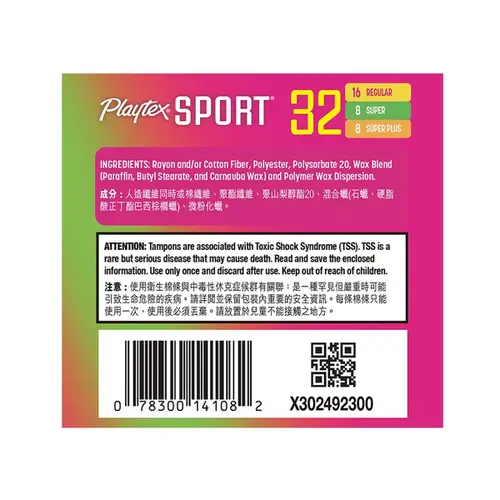 Playtex SPORT® 32
16 REGULAR
8 SUPER
8 SUPER PLUS
INGREDIENTS: Rayon and/or Cotton Fiber, Polyester, Polysorbate 20, Wax Blend
(Paraffin, Butyl Stearate, and Carnauba Wax) and Polymer Wax Dispersion.
成分：人造纖維同時或棉纖維、聚酯纖維、聚山梨醇酯20、混合蠟(石蠟、硬脂
酸正丁酯巴西棕櫚蠟)、微粉化蠟。
ATTENTION: Tampons are associated with Toxic Shock Syndrome (TSS). TSS is a
rare but serious disease that may cause death. Read and save the enclosed
information. Use only once and discard after use. Keep out of reach of children.
注意：使用衛生棉條與中毒性休克症候群有關聯：是一種罕見但嚴重時可能
引致生命危險的疾病。請詳閱並保留包裝內重要的安全資訊。每條棉條只能
使用一次，使用後必須丟棄。請放置於兒童不能接觸之地方。
0 78300 14108 2
X302492300